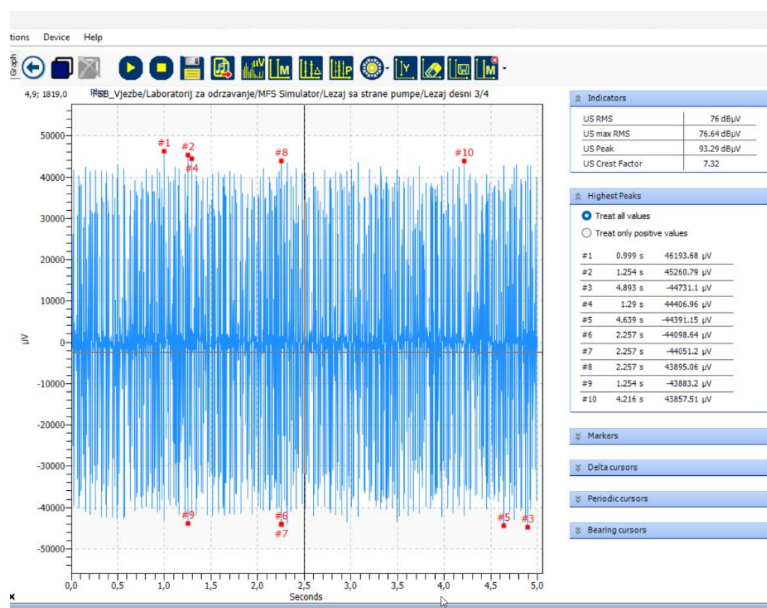 tions Device Help
Graph
4,9; 1819,0 FSB_Vjezbe/Laboratorij za odrzavanje/MFS Simulator/Lezaj sa strane pumpe/Lezaj desni 3/4
50000
40000
30000
20000
10000
0
-10000
-20000
-30000
-40000
-50000
µV
#1
#2
#4
#8
#10
#9
#6
#7
#5
#3
0,0 0,5 1,0 1,5 2,0 2,5 3,0 3,5 4,0 4,5 5,0
Seconds
Indicators
US RMS 76 dBµV
US max RMS 76.64 dBµV
US Peak 93.29 dBµV
US Crest Factor 7.32
Highest Peaks
Treat all values
Treat only positive values
#1 0.999 s 46193.68 µV
#2 1.254 s 45260.79 µV
#3 4.893 s -44731.1 µV
#4 1.29 s 44406.96 µV
#5 4.639 s -44391.15 µV
#6 2.257 s -44098.64 µV
#7 2.257 s -44051.2 µV
#8 2.257 s 43895.06 µV
#9 1.254 s -43883.2 µV
#10 4.216 s 43857.51 µV
Markers
Delta cursors
Periodic cursors
Bearing cursors